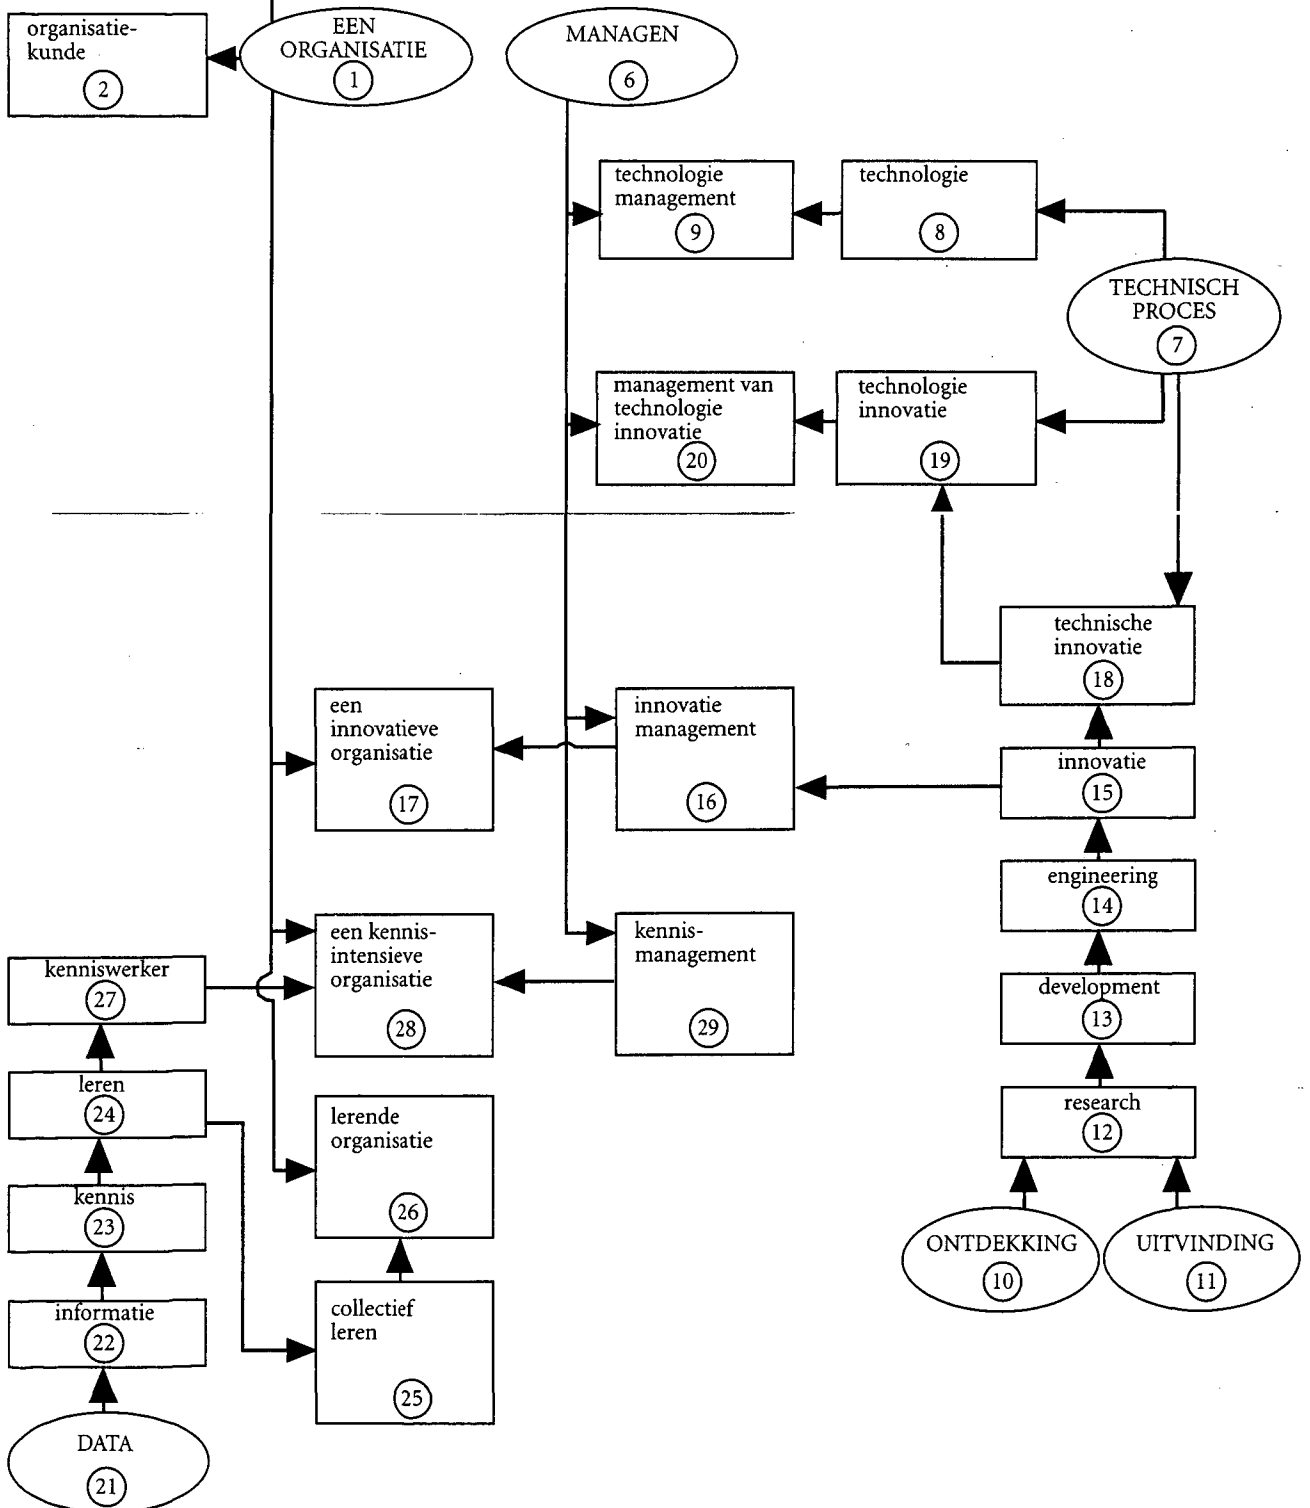 organisatie-
kunde
2
EEN
ORGANISATIE
1
MANAGEN
6
technologie
management
9
technologie
8
TECHNISCH
PROCES
7
management van
technologie
innovatie
20
technologie
innovatie
19
technische
innovatie
18
een
innovatieve
organisatie
17
innovatie
management
16
innovatie
15
engineering
14
een kennis-
intensieve
organisatie
28
kennis-
management
29
kenniswerker
27
development
13
leren
24
lerende
organisatie
26
research
12
kennis
23
ONTDEKKING
10
UITVINDING
11
informatie
22
collectief
leren
25
DATA
21